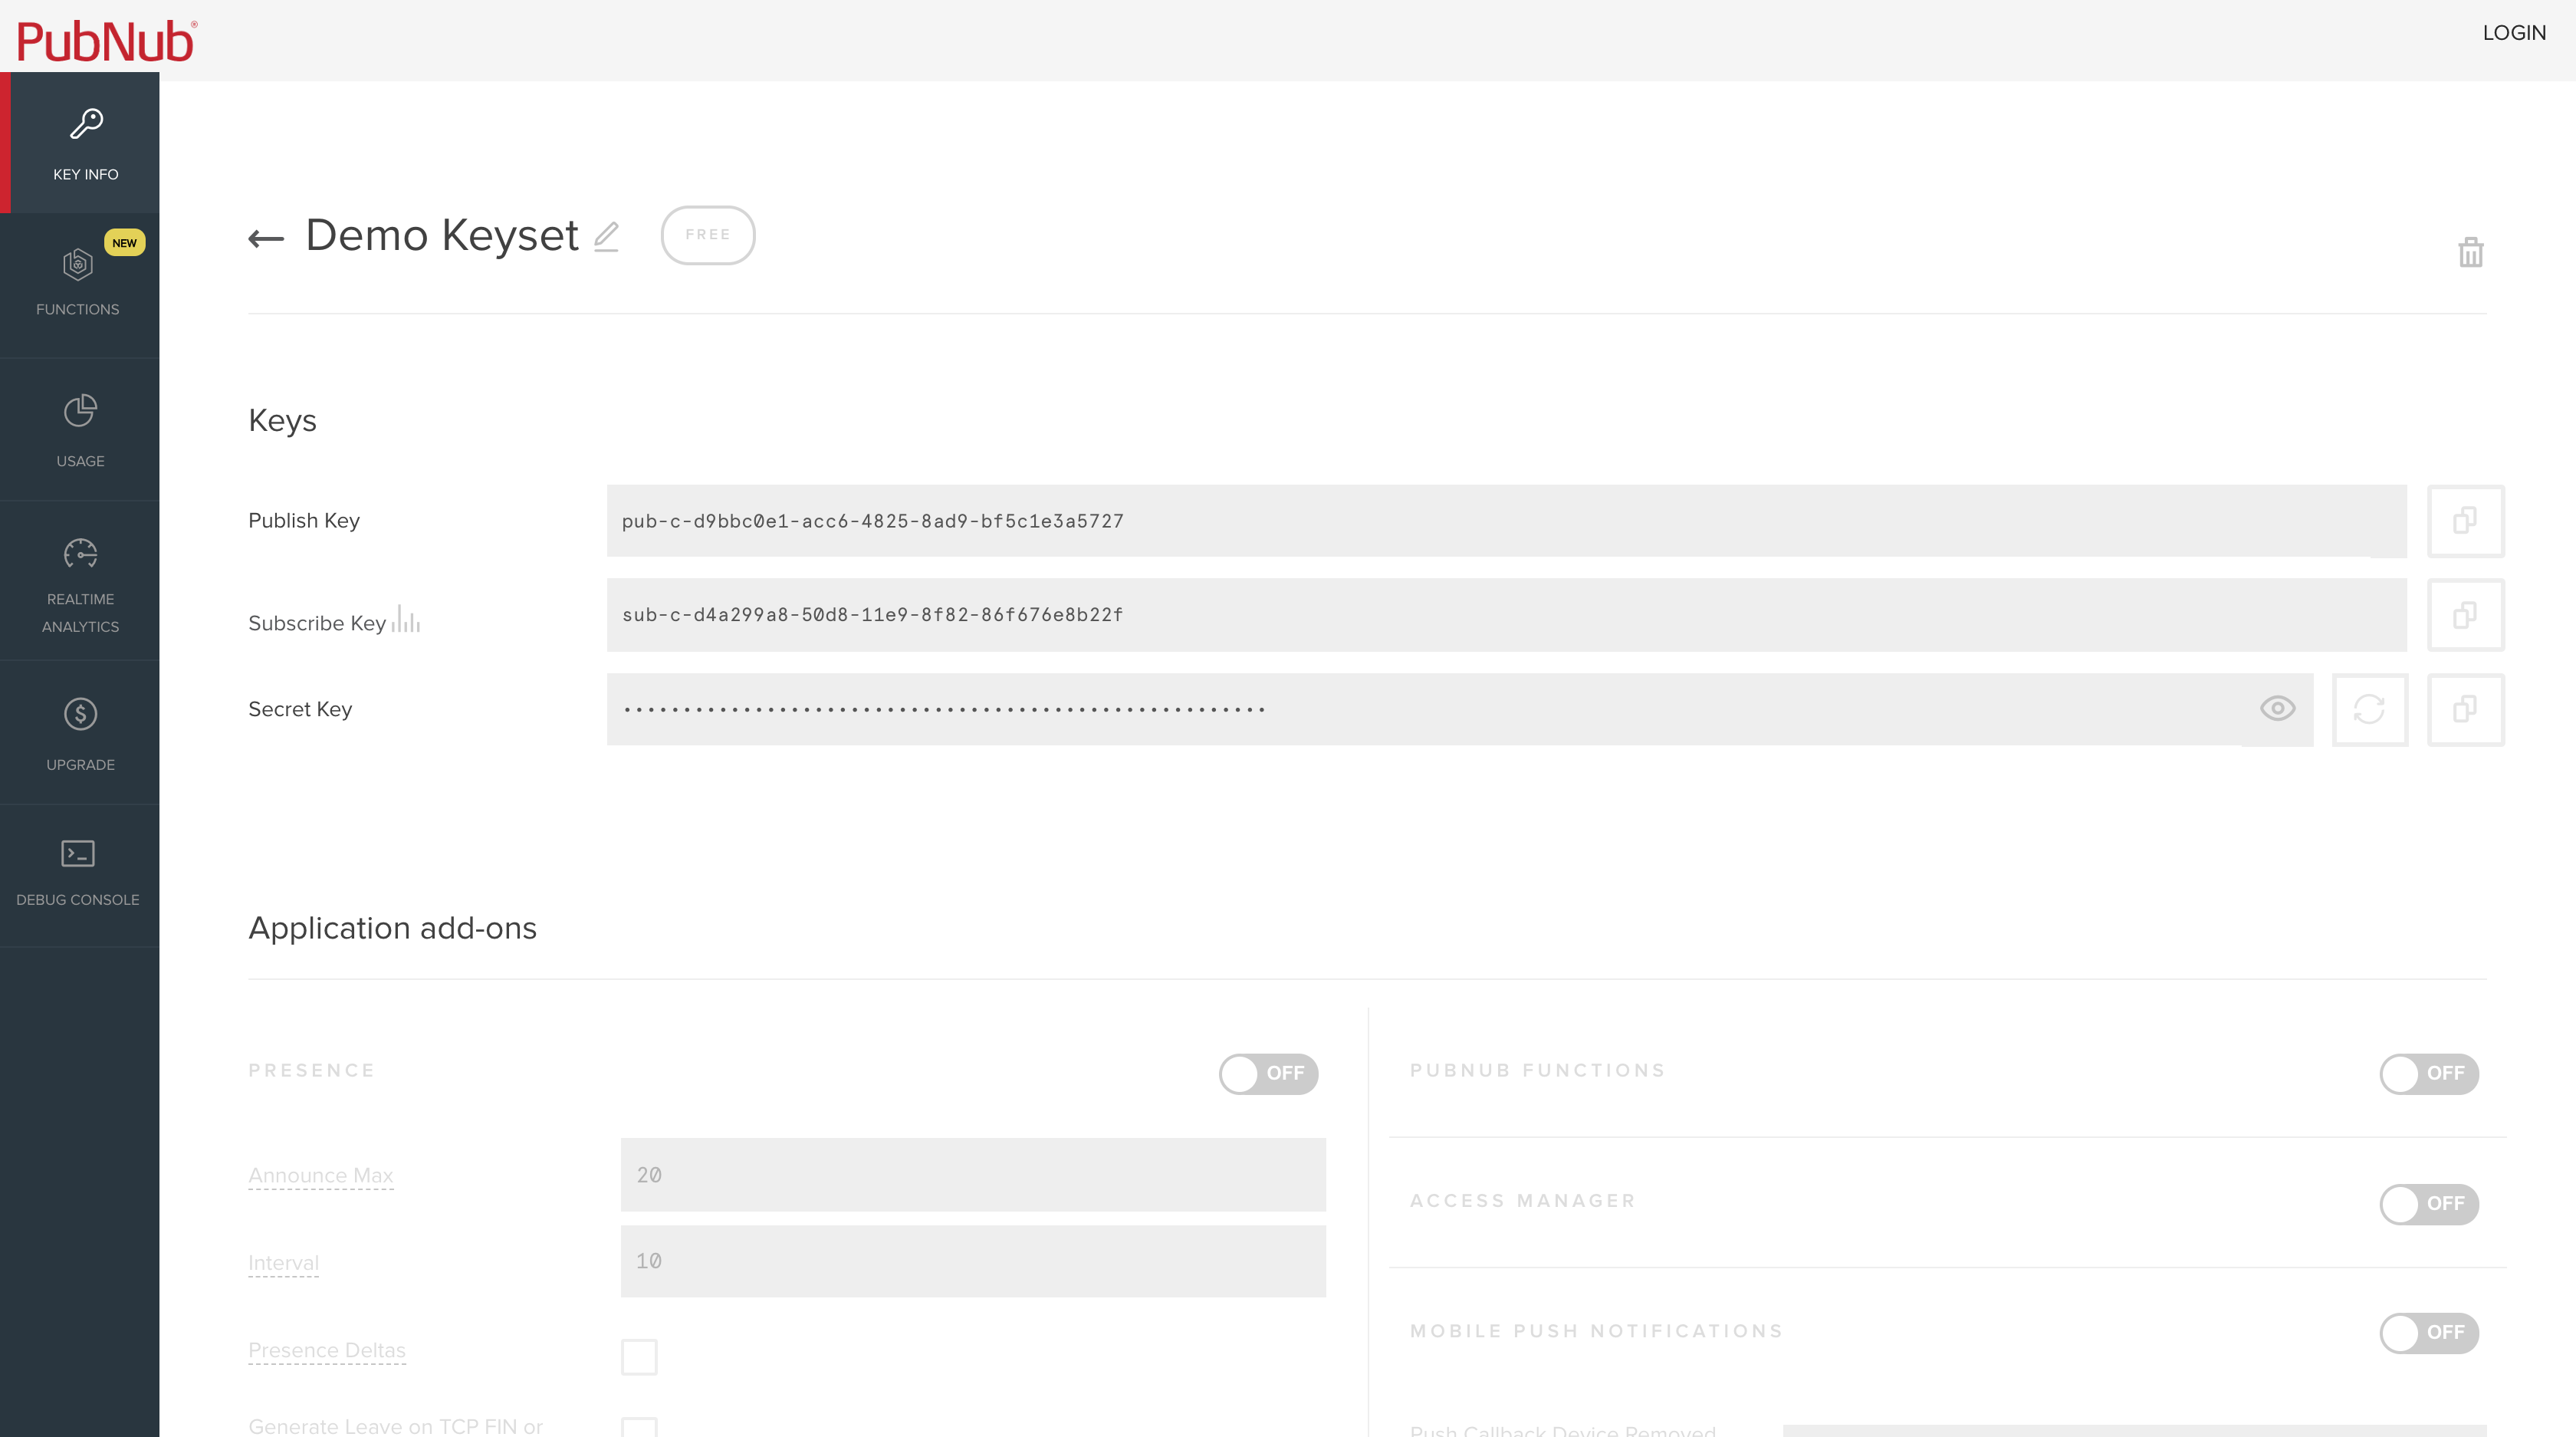 PubNub®
LOGIN
KEY INFO
NEW
FUNCTIONS
USAGE
REALTIME
ANALYTICS
UPGRADE
DEBUG CONSOLE
Demo Keyset
FREE
Keys
Publish Key
pub-c-d9bbc0e1-acc6-4825-8ad9-bf5c1e3a5727
Subscribe Key
sub-c-d4a299a8-50d8-11e9-8f82-86f676e8b22f
Secret Key
Application add-ons
PRESENCE
OFF
Announce Max
20
Interval
10
Presence Deltas
Generate Leave on TCP FIN or
PUBNUB FUNCTIONS
OFF
ACCESS MANAGER
OFF
MOBILE PUSH NOTIFICATIONS
OFF
Push Callback Device Removed